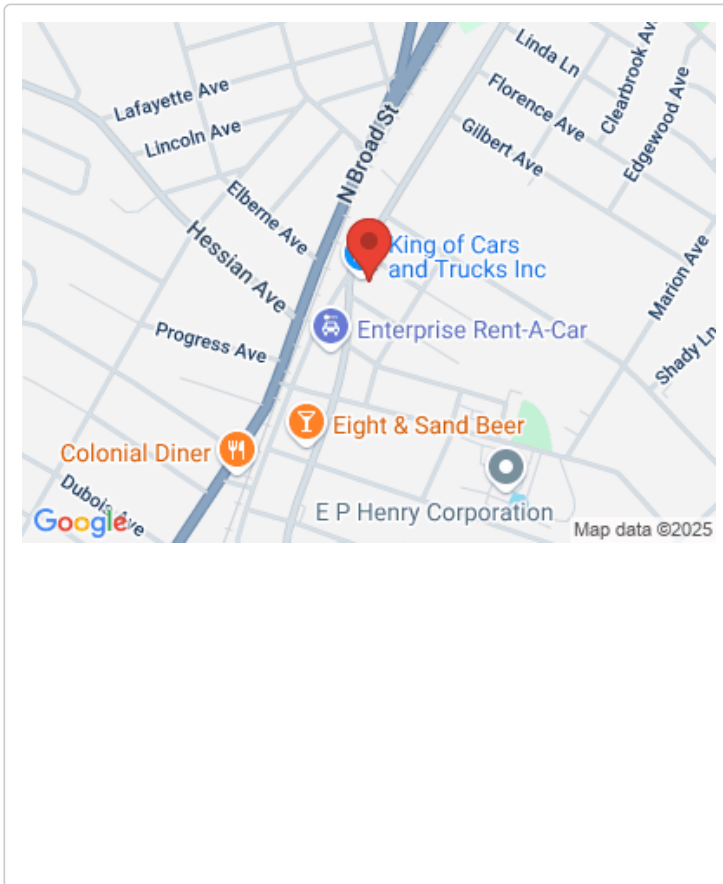 Linda Ln
Clearbrook Av
Lafayette Ave
Florence Ave
Edgewood Ave
Lincoln Ave
N Broad St
Gilbert Ave
Elberne Ave
Hessian Ave
King of Cars
and Trucks Inc
Marion Ave
Progress Ave
Enterprise Rent-A-Car
Shady Ln
Eight & Sand Beer
Colonial Diner
Dubois Ave
E P Henry Corporation
Google
Map data ©2025